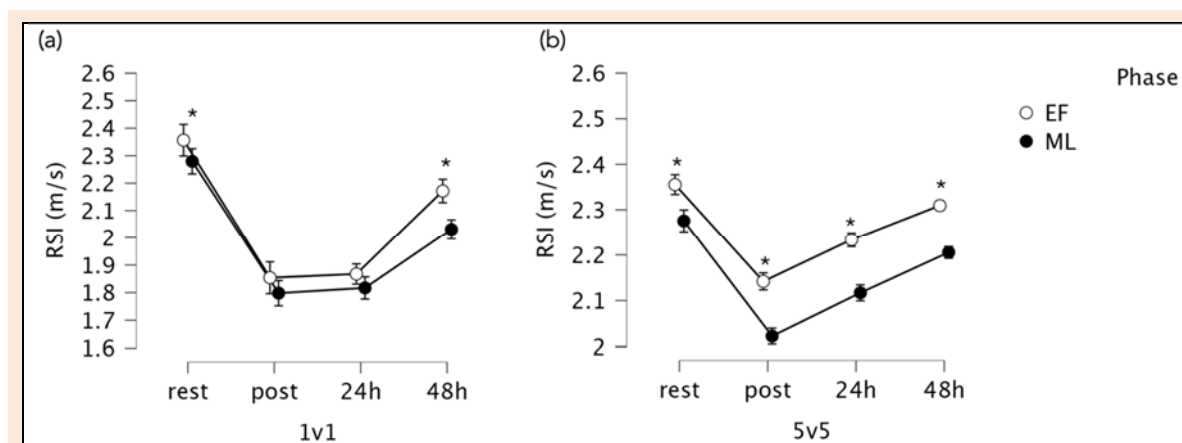 (a)
RSI (m/s)
2.6
2.5
2.4
2.3
2.2
2.1
2
1.9
1.8
1.7
1.6
*
*
rest post 24h 48h
1v1
(b)
RSI (m/s)
2.6
2.5
2.4
2.3
2.2
2.1
2
*
*
*
*
rest post 24h 48h
5v5
Phase
EF
ML